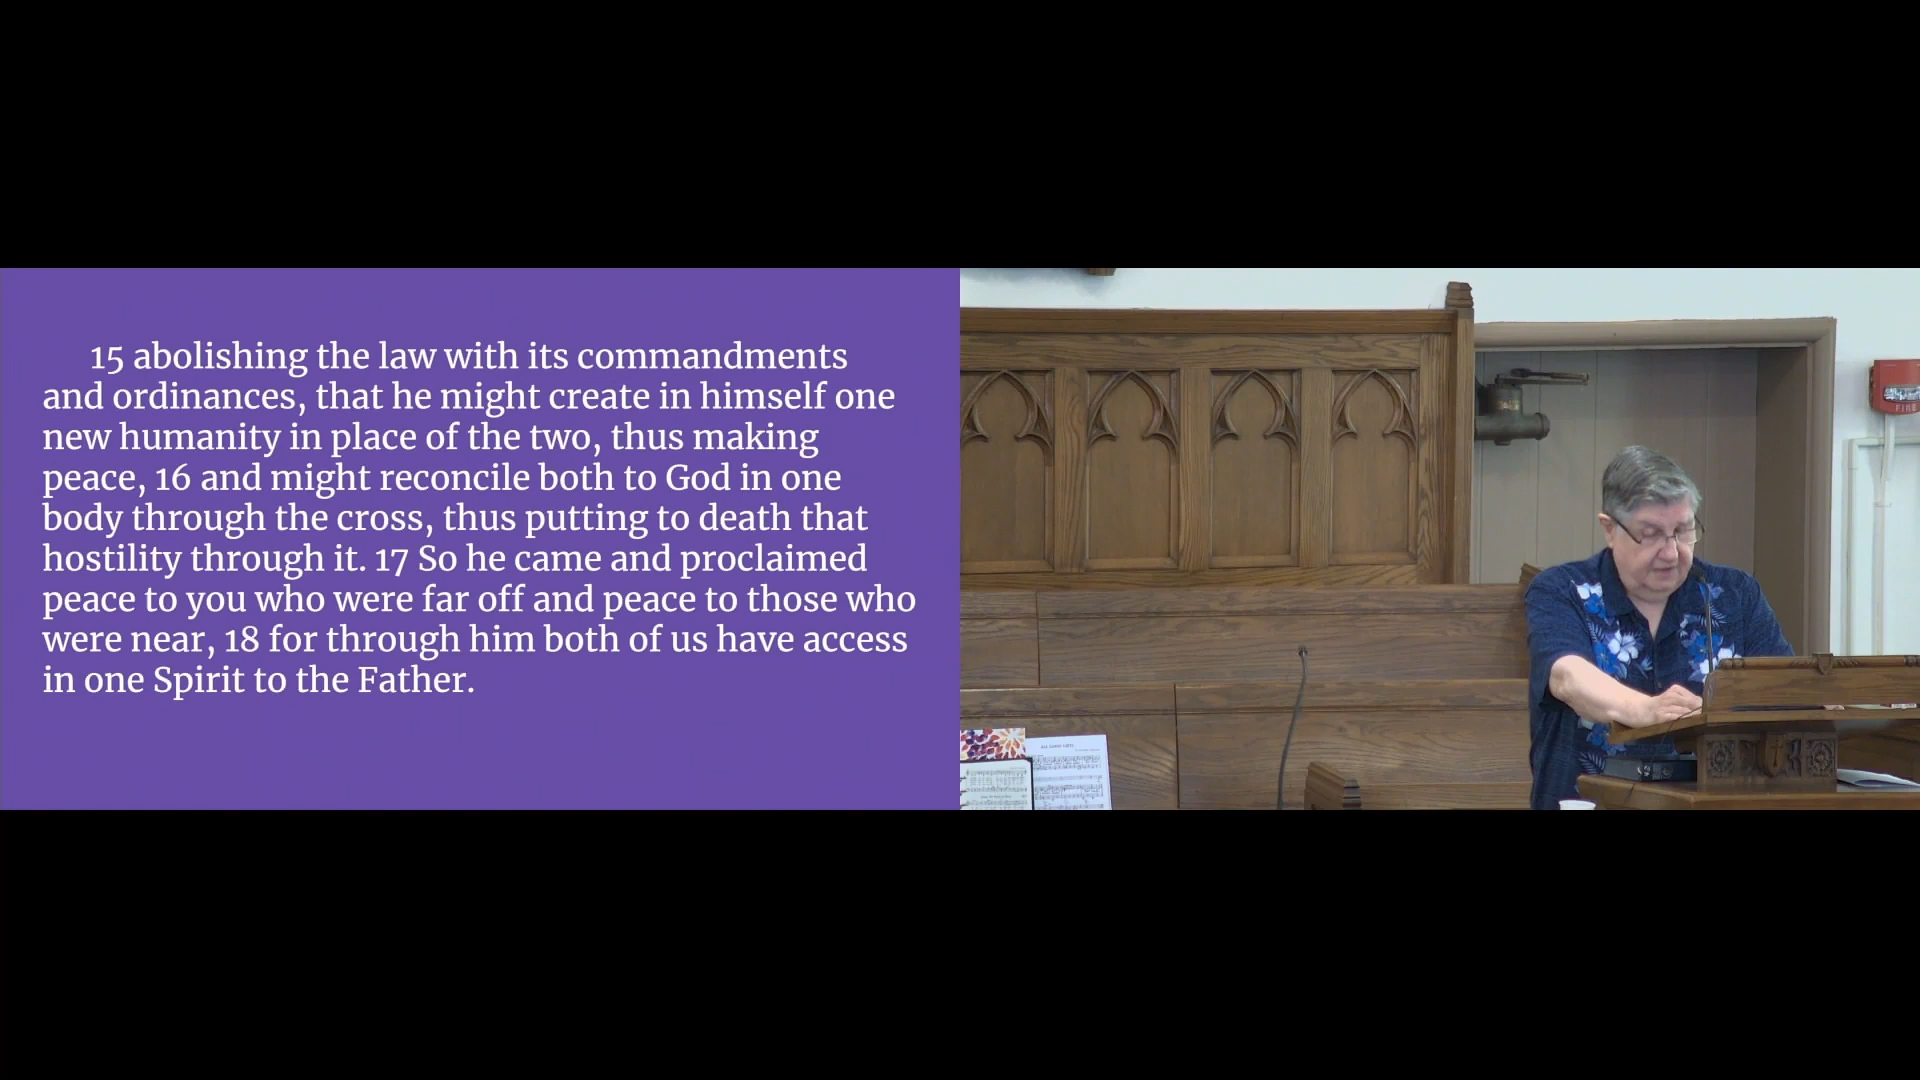 15 abolishing the law with its commandments
and ordinances, that he might create in himself one
new humanity in place of the two, thus making
peace, 16 and might reconcile both to God in one
body through the cross, thus putting to death that
hostility through it. 17 So he came and proclaimed
peace to you who were far off and peace to those who
were near, 18 for through him both of us have access
in one Spirit to the Father.
FIRE